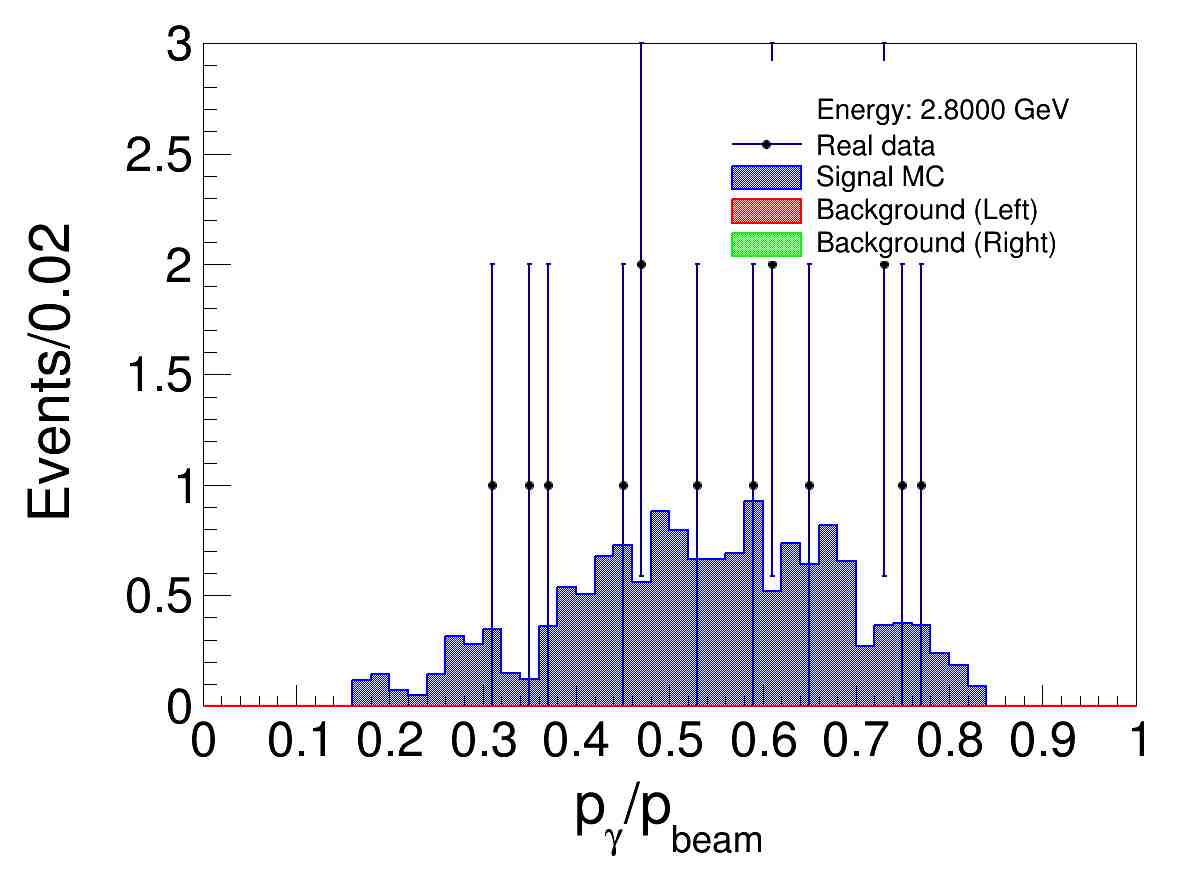 3
2.5
2
1.5
1
0.5
0
Events/0.02
Energy: 2.8000 GeV
Real data
Signal MC
Background (Left)
Background (Right)
0 0.1 0.2 0.3 0.4 0.5 0.6 0.7 0.8 0.9 1
pγ/pbeam